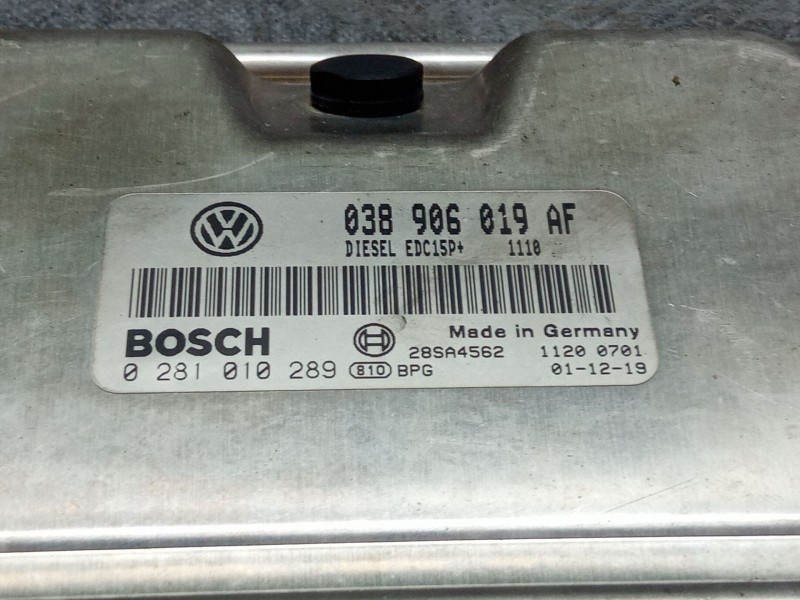 038 906 019 AF
DIESEL EDC15P+ 1110
BOSCH Made in Germany
28SA4562 1120 0701
0 281 010 289 810 BPG 01-12-19